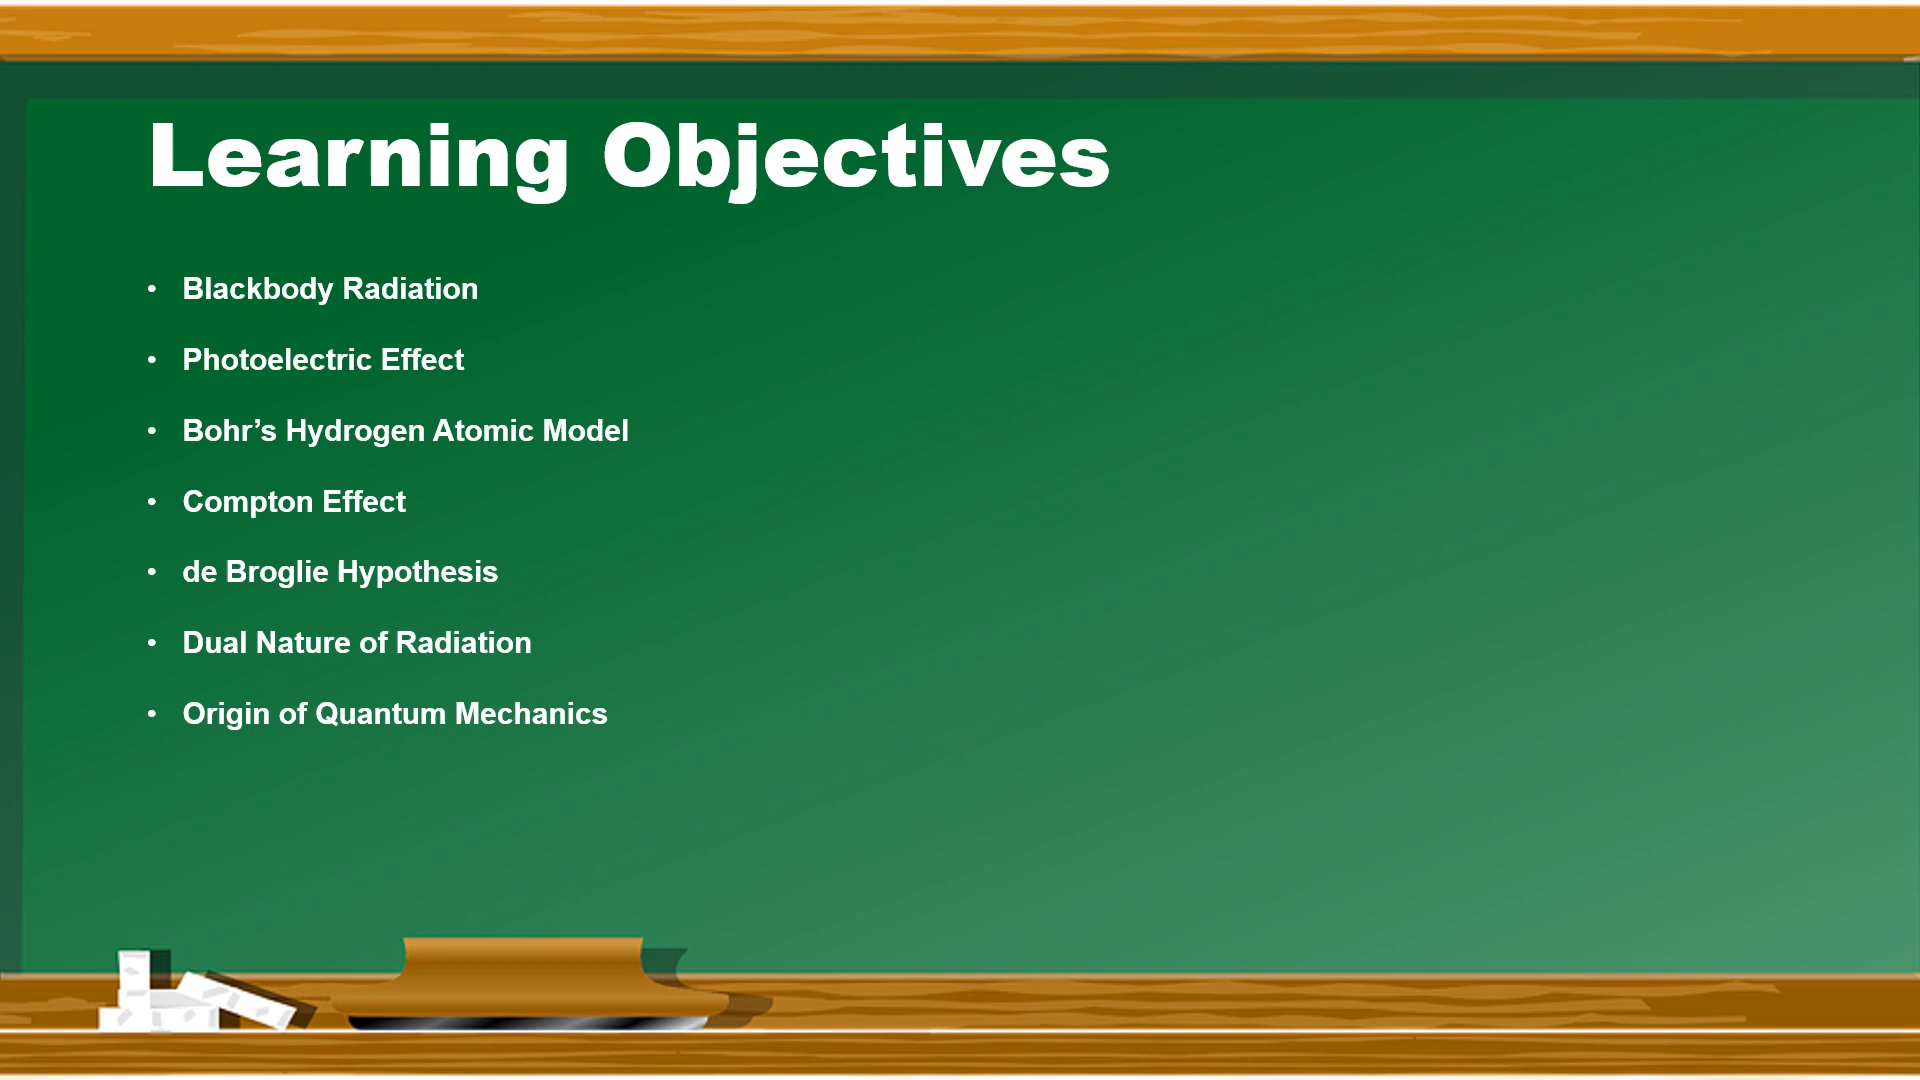 Learning Objectives
• Blackbody Radiation
• Photoelectric Effect
• Bohr’s Hydrogen Atomic Model
• Compton Effect
• de Broglie Hypothesis
• Dual Nature of Radiation
• Origin of Quantum Mechanics